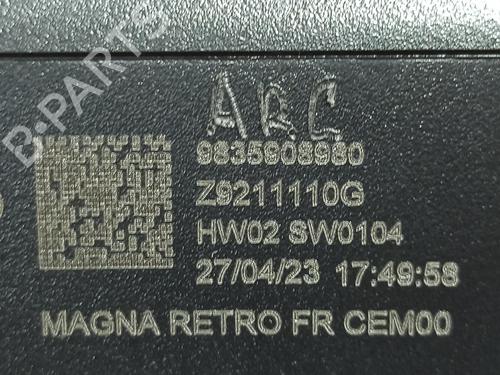 ARC
9835908980
Z9211110G
HW02 SW0104
27/04/23 17:49:58
MAGNA RETRO FR CEM00
B-PARTS